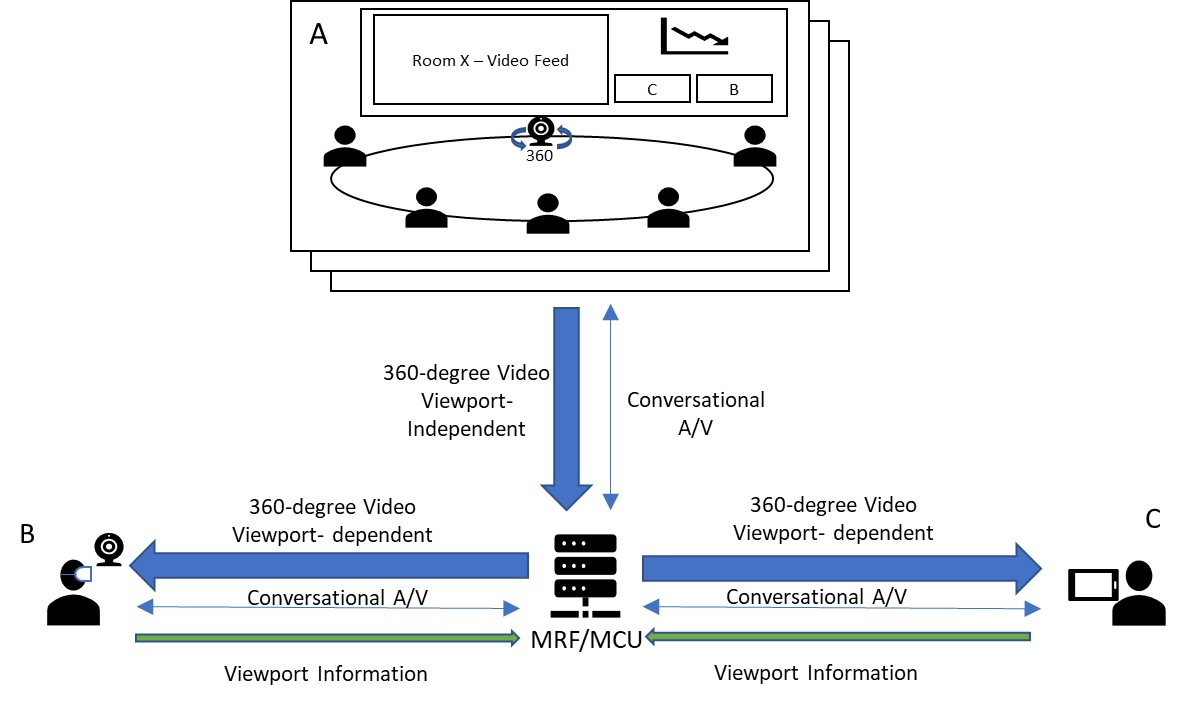 A
Room X – Video Feed
C
B
360
360-degree Video
Viewport-
Independent
Conversational
A/V
B
360-degree Video
Viewport- dependent
Conversational A/V
Viewport Information
MRF/MCU
360-degree Video
Viewport- dependent
Conversational A/V
Viewport Information
C